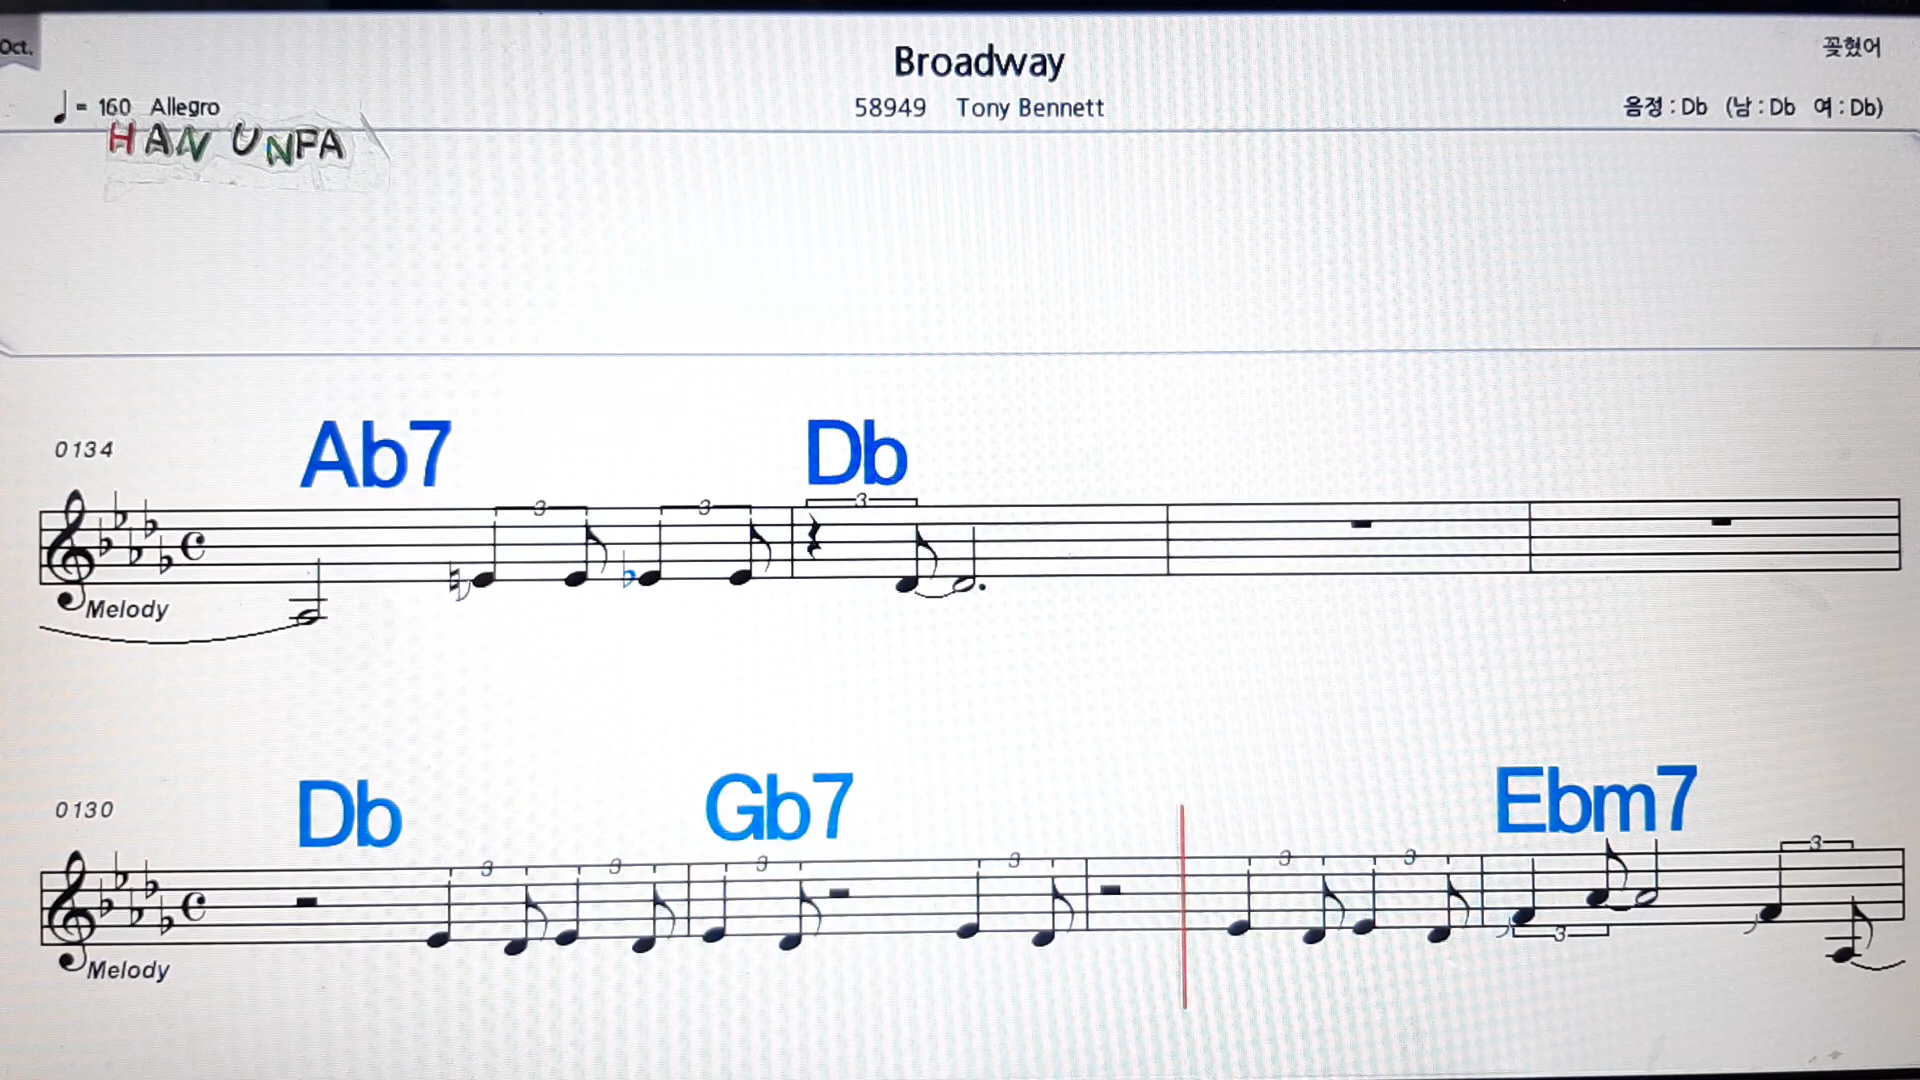 Oct.
Broadway
꽂혔어
♩ = 160 Allegro
58949 Tony Bennett
음정 : Db (남 : Db 여 : Db)
HAN UNFA
0134
Ab7
Db
3 3 3
Melody
0130
Db
Gb7
Ebm7
3 3 3 3 3 3 3
3
Melody